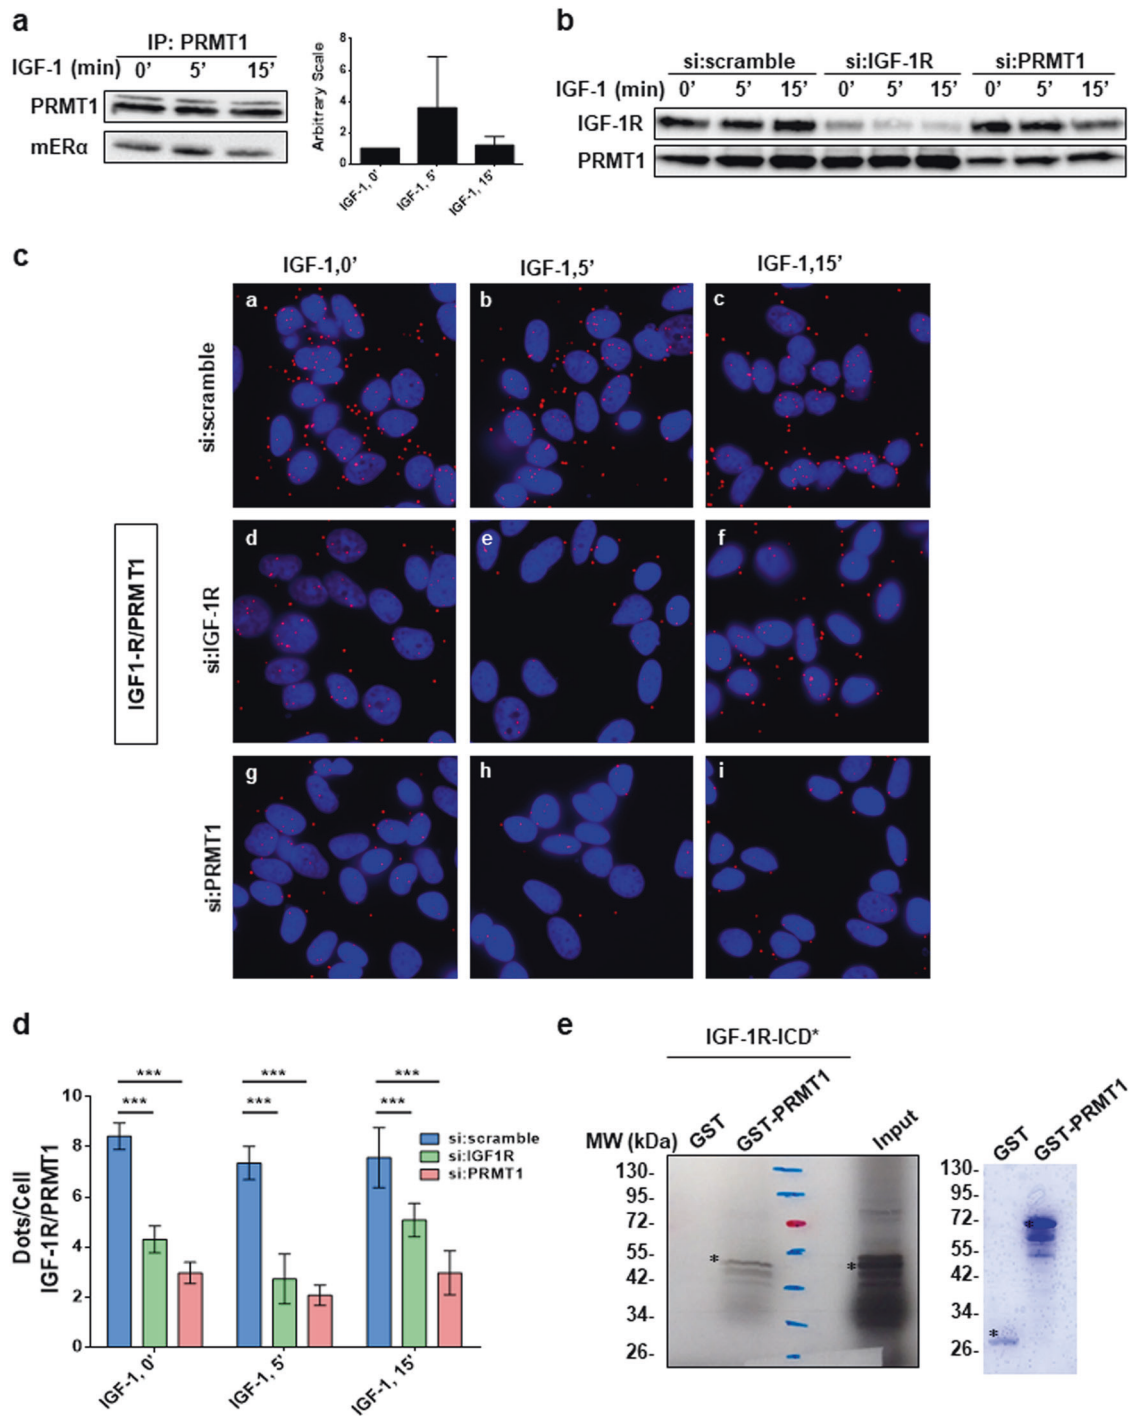 a
IP: PRMT1
IGF-1 (min) 0' 5' 15'
PRMT1
mERα
Arbitrary Scale
8
6
4
2
0
IGF-1, 0'
IGF-1, 5'
IGF-1, 15'
b
si:scramble si:IGF-1R si:PRMT1
IGF-1 (min) 0' 5' 15' 0' 5' 15' 0' 5' 15'
IGF-1R
PRMT1
c
IGF-1,0' IGF-1,5' IGF-1,15'
IGF1-R/PRMT1
si:scramble
a b c
si:IGF-1R
d e f
si:PRMT1
g h i
d
Dots/Cell
IGF-1R/PRMT1
10
8
6
4
2
0
*** *** ***
*** *** ***
si:scramble
si:IGF1R
si:PRMT1
IGF-1, 0'
IGF-1, 5'
IGF-1, 15'
e
IGF-1R-ICD*
MW (kDa) GST GST-PRMT1 Input
130-
95-
72-
55-
42-
34-
26-
* *
GST GST-PRMT1
130-
95-
72-
55-
42-
34-
26-
*
*